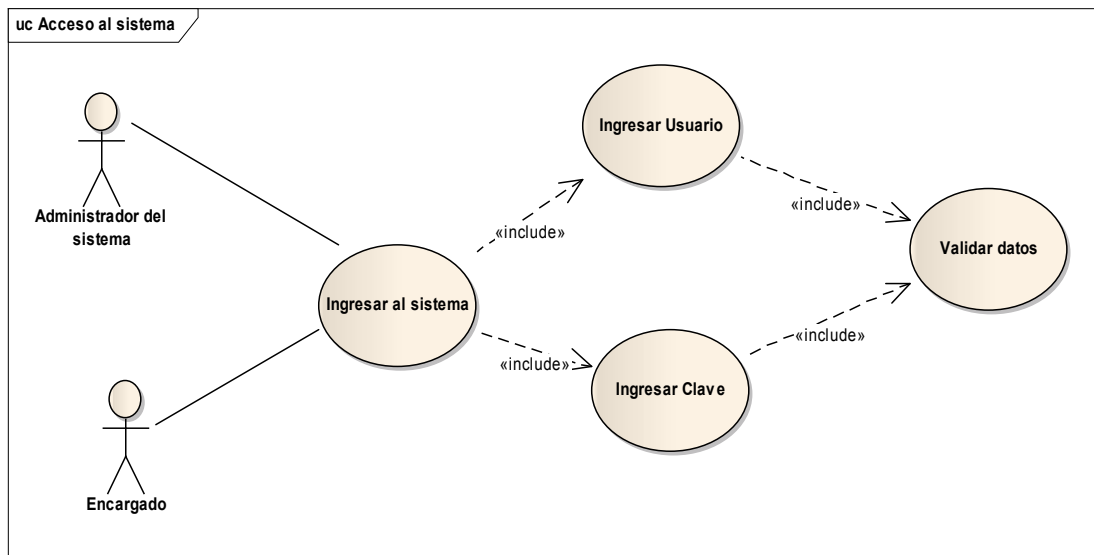 uc Acceso al sistema
Administrador del
sistema
Encargado
Ingresar al sistema
«include»
«include»
Ingresar Usuario
Ingresar Clave
«include»
«include»
Validar datos